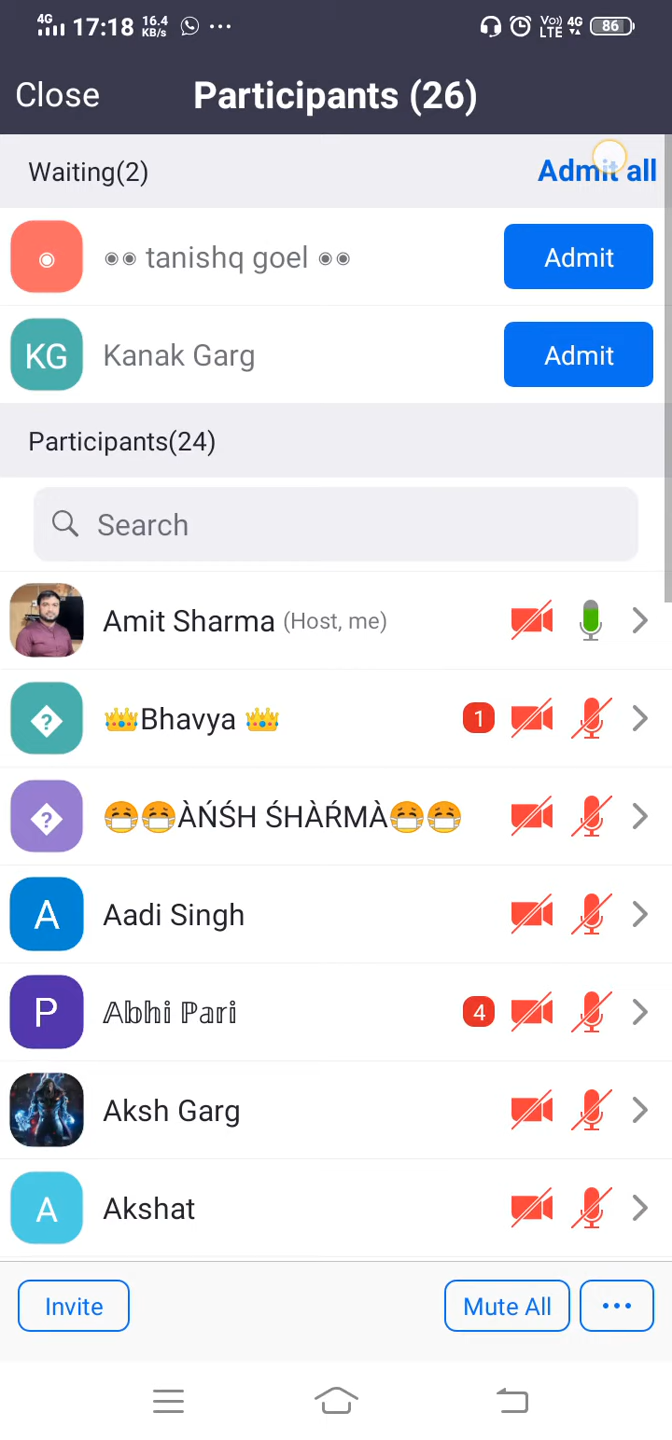 4G 17:18 16.4 KB/s ... Vo) LTE 4G 86
Close Participants (26)
Waiting(2) Admit all
◉ ◉◉ tanishq goel ◉◉ Admit
KG Kanak Garg Admit
Participants(24)
Search
Amit Sharma (Host, me)
? 👑Bhavya 👑 1
? 😷😷ÀŃŚH ŚHÀŔMÀ😷😷
A Aadi Singh
P 𝔸𝕓𝕙𝕚 ℙ𝕒𝕣𝕚 4
Aksh Garg
A Akshat
Invite Mute All ...